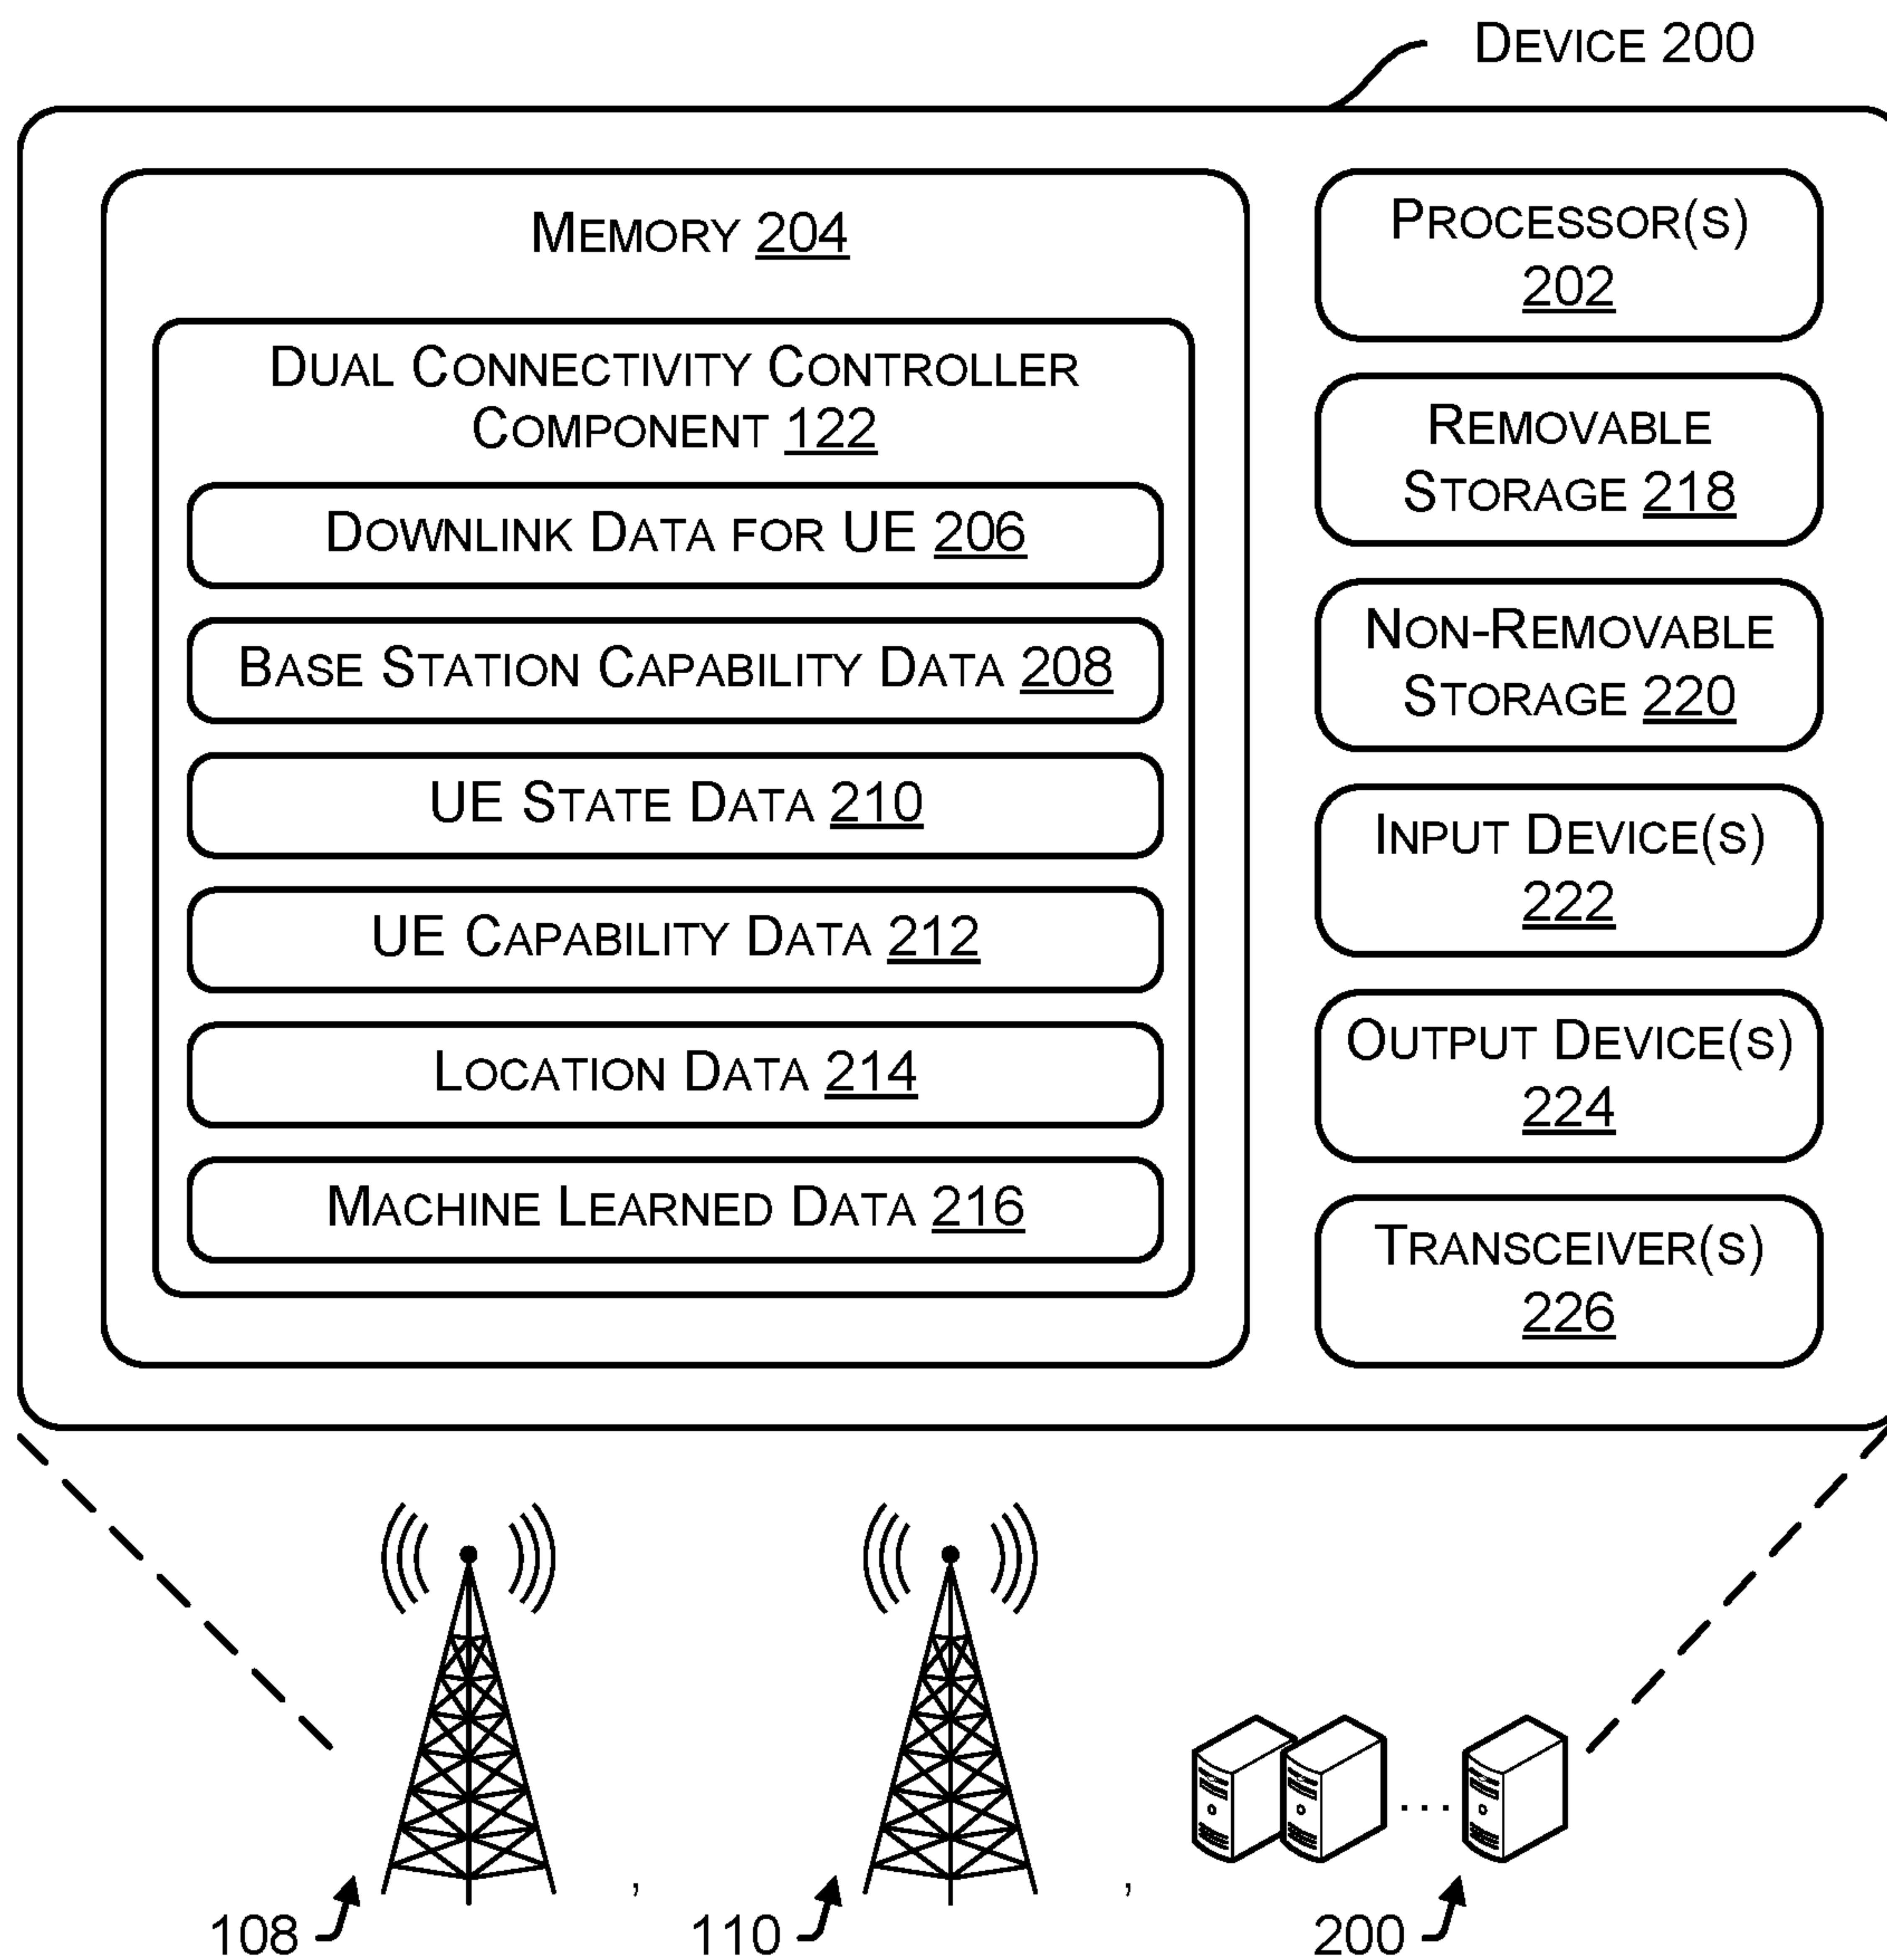 DEVICE 200
MEMORY 204
DUAL CONNECTIVITY CONTROLLER
COMPONENT 122
DOWNLINK DATA FOR UE 206
BASE STATION CAPABILITY DATA 208
UE STATE DATA 210
UE CAPABILITY DATA 212
LOCATION DATA 214
MACHINE LEARNED DATA 216
PROCESSOR(S)
202
REMOVABLE
STORAGE 218
NON-REMOVABLE
STORAGE 220
INPUT DEVICE(S)
222
OUTPUT DEVICE(S)
224
TRANSCEIVER(S)
226
108 , 110 , ... 200